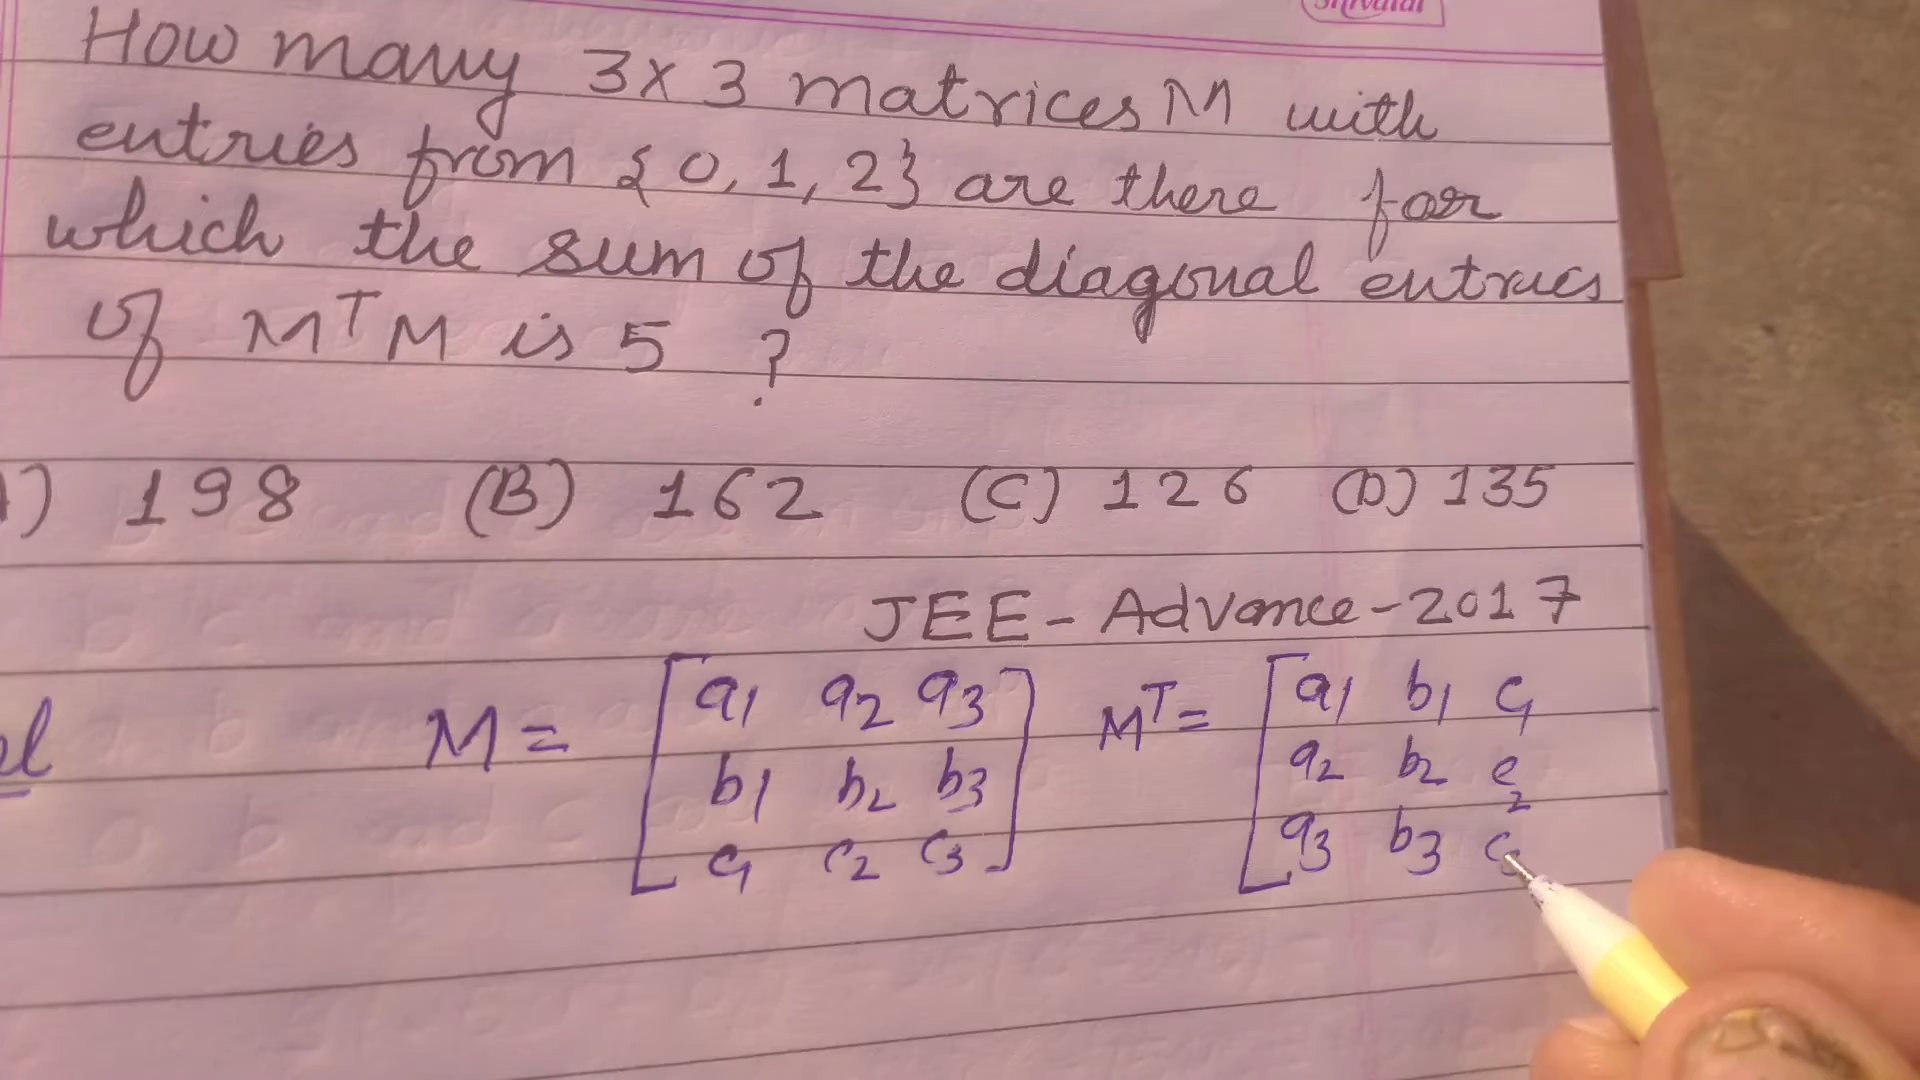 Shivalal
How many 3x3 matrices M with
entries from {0, 1, 2} are there for
which the sum of the diagonal entries
of MᵀM is 5 ?
) 198 (B) 162 (C) 126 (D) 135
JEE - Advance - 2017
M = [a1 a2 a3 Mᵀ = [a1 b1 c1
b1 b2 b3 a2 b2 c2
c1 c2 c3] a3 b3 c3